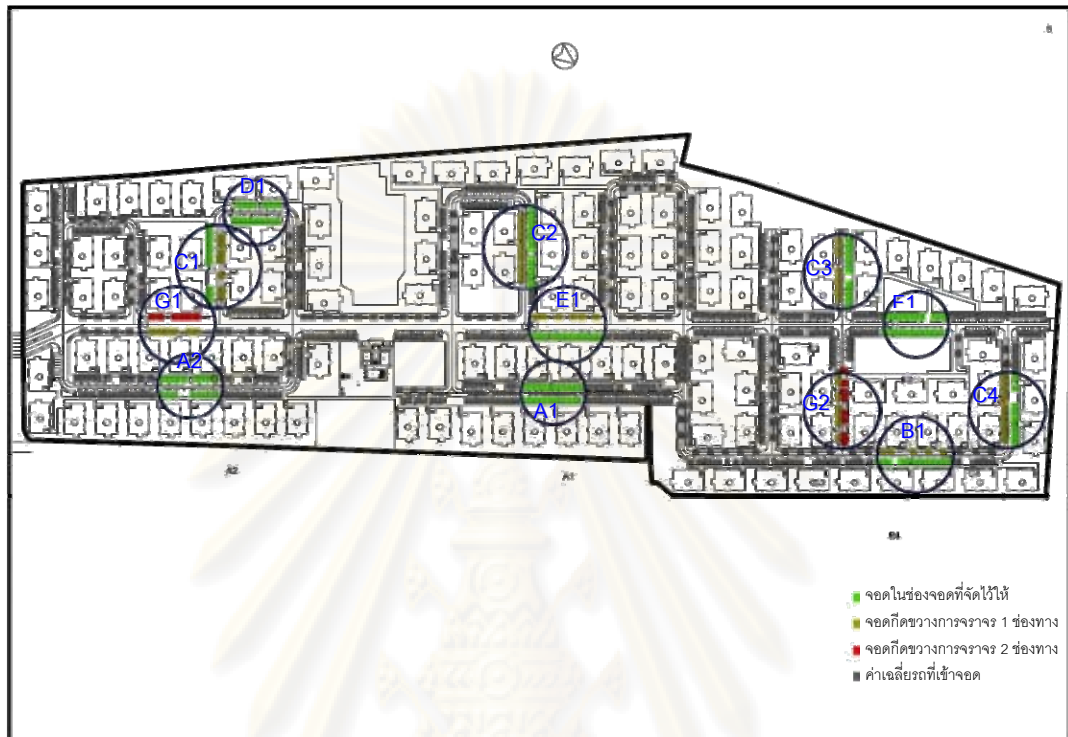 D1
C1
C2
C3
G1
E1
F1
A2
A1
G2
C4
B1
A2
A1
จอดในช่องจอดที่จัดไว้ให้
จอดกีดขวางการจราจร 1 ช่องทาง
จอดกีดขวางการจราจร 2 ช่องทาง
ค่าเฉลี่ยรถที่เข้าจอด